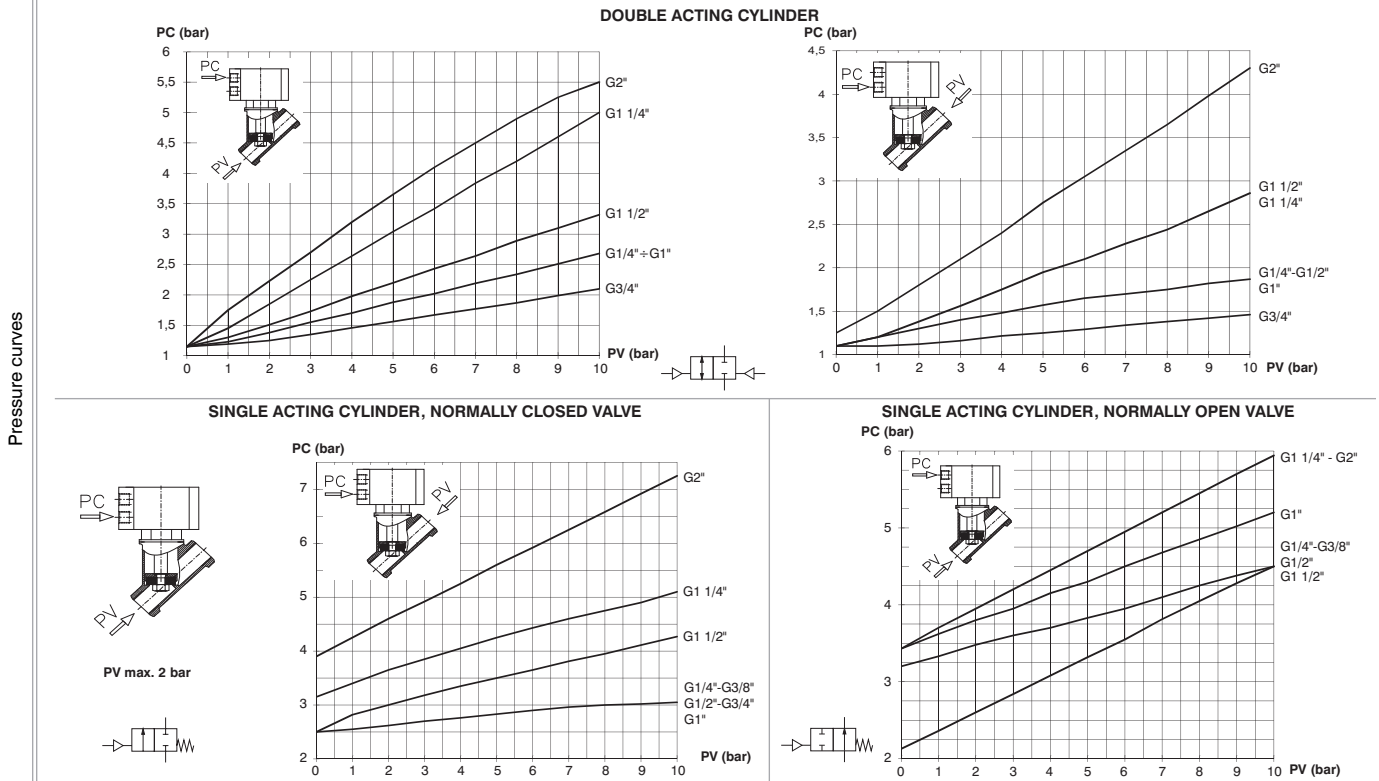 Pressure curves
DOUBLE ACTING CYLINDER
PC (bar)
6
5,5
5
4,5
4
3,5
3
2,5
2
1,5
1
PC
PV
G2"
G1 1/4"
G1 1/2"
G1/4"÷G1"
G3/4"
0 1 2 3 4 5 6 7 8 9 10
PV (bar)
PC (bar)
4,5
4
3,5
3
2,5
2
1,5
1
PC
PV
G2"
G1 1/2"
G1 1/4"
G1/4"-G1/2"
G1"
G3/4"
0 1 2 3 4 5 6 7 8 9 10 PV (bar)
SINGLE ACTING CYLINDER, NORMALLY CLOSED VALVE
PC
PV
PV max. 2 bar
PC (bar)
7
6
5
4
3
2
PC
PV
G2"
G1 1/4"
G1 1/2"
G1/4"-G3/8"
G1/2"-G3/4"
G1"
0 1 2 3 4 5 6 7 8 9 10
PV (bar)
SINGLE ACTING CYLINDER, NORMALLY OPEN VALVE
PC (bar)
6
5
4
3
2
PC
PV
G1 1/4" - G2"
G1"
G1/4"-G3/8"
G1/2"
G1 1/2"
0 1 2 3 4 5 6 7 8 9 10 PV (bar)